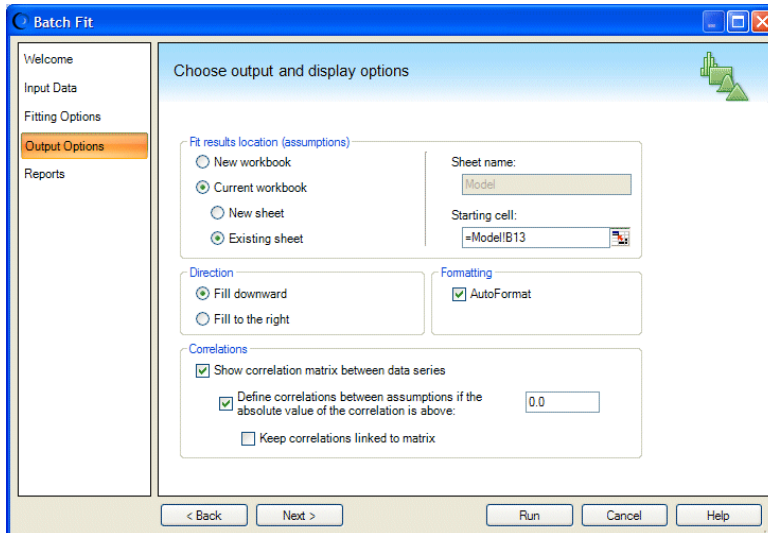 Batch Fit
Welcome
Input Data
Fitting Options
Output Options
Reports
Choose output and display options
Fit results location (assumptions)
New workbook
Current workbook
New sheet
Existing sheet
Sheet name:
Model
Starting cell:
=Model!B13
Direction
Fill downward
Fill to the right
Formatting
AutoFormat
Correlations
Show correlation matrix between data series
Define correlations between assumptions if the
absolute value of the correlation is above:
0.0
Keep correlations linked to matrix
< Back
Next >
Run
Cancel
Help